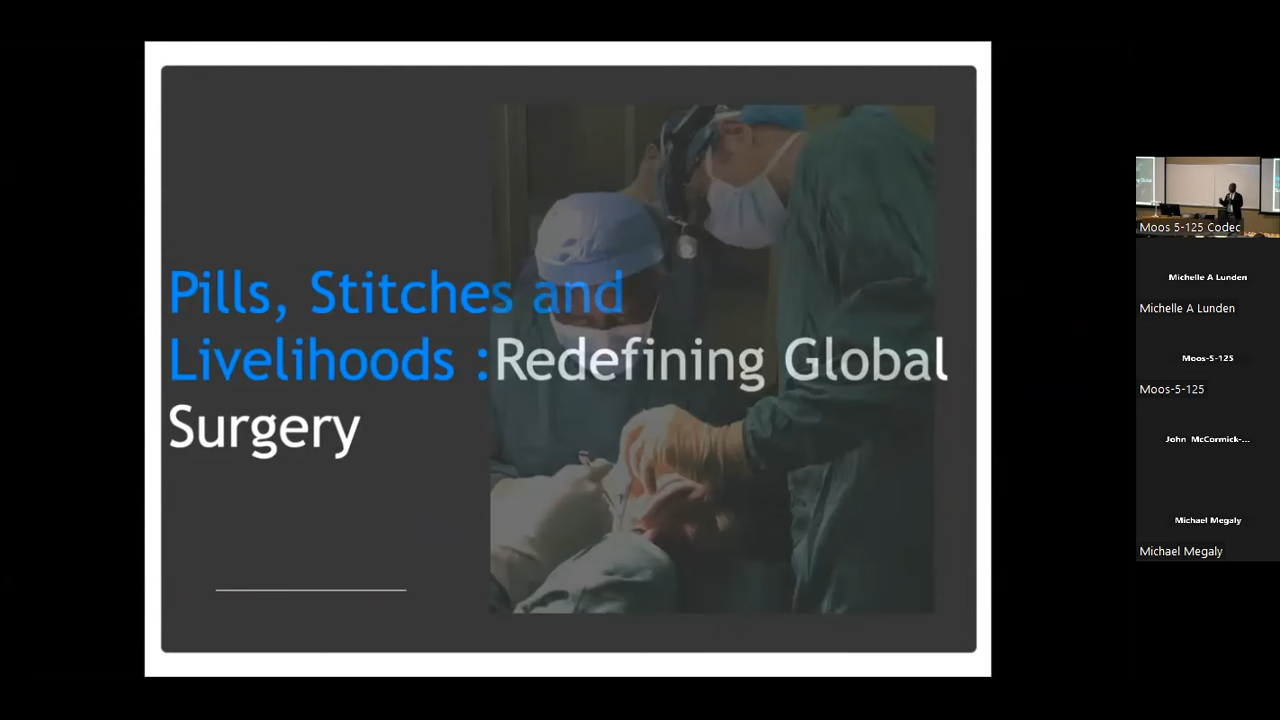 Pills, Stitches and
Livelihoods :Redefining Global
Surgery
Moos 5-125 Codec
Michelle A Lunden
Michelle A Lunden
Moos-5-125
Moos-5-125
John McCormick-...
Michael Megaly
Michael Megaly